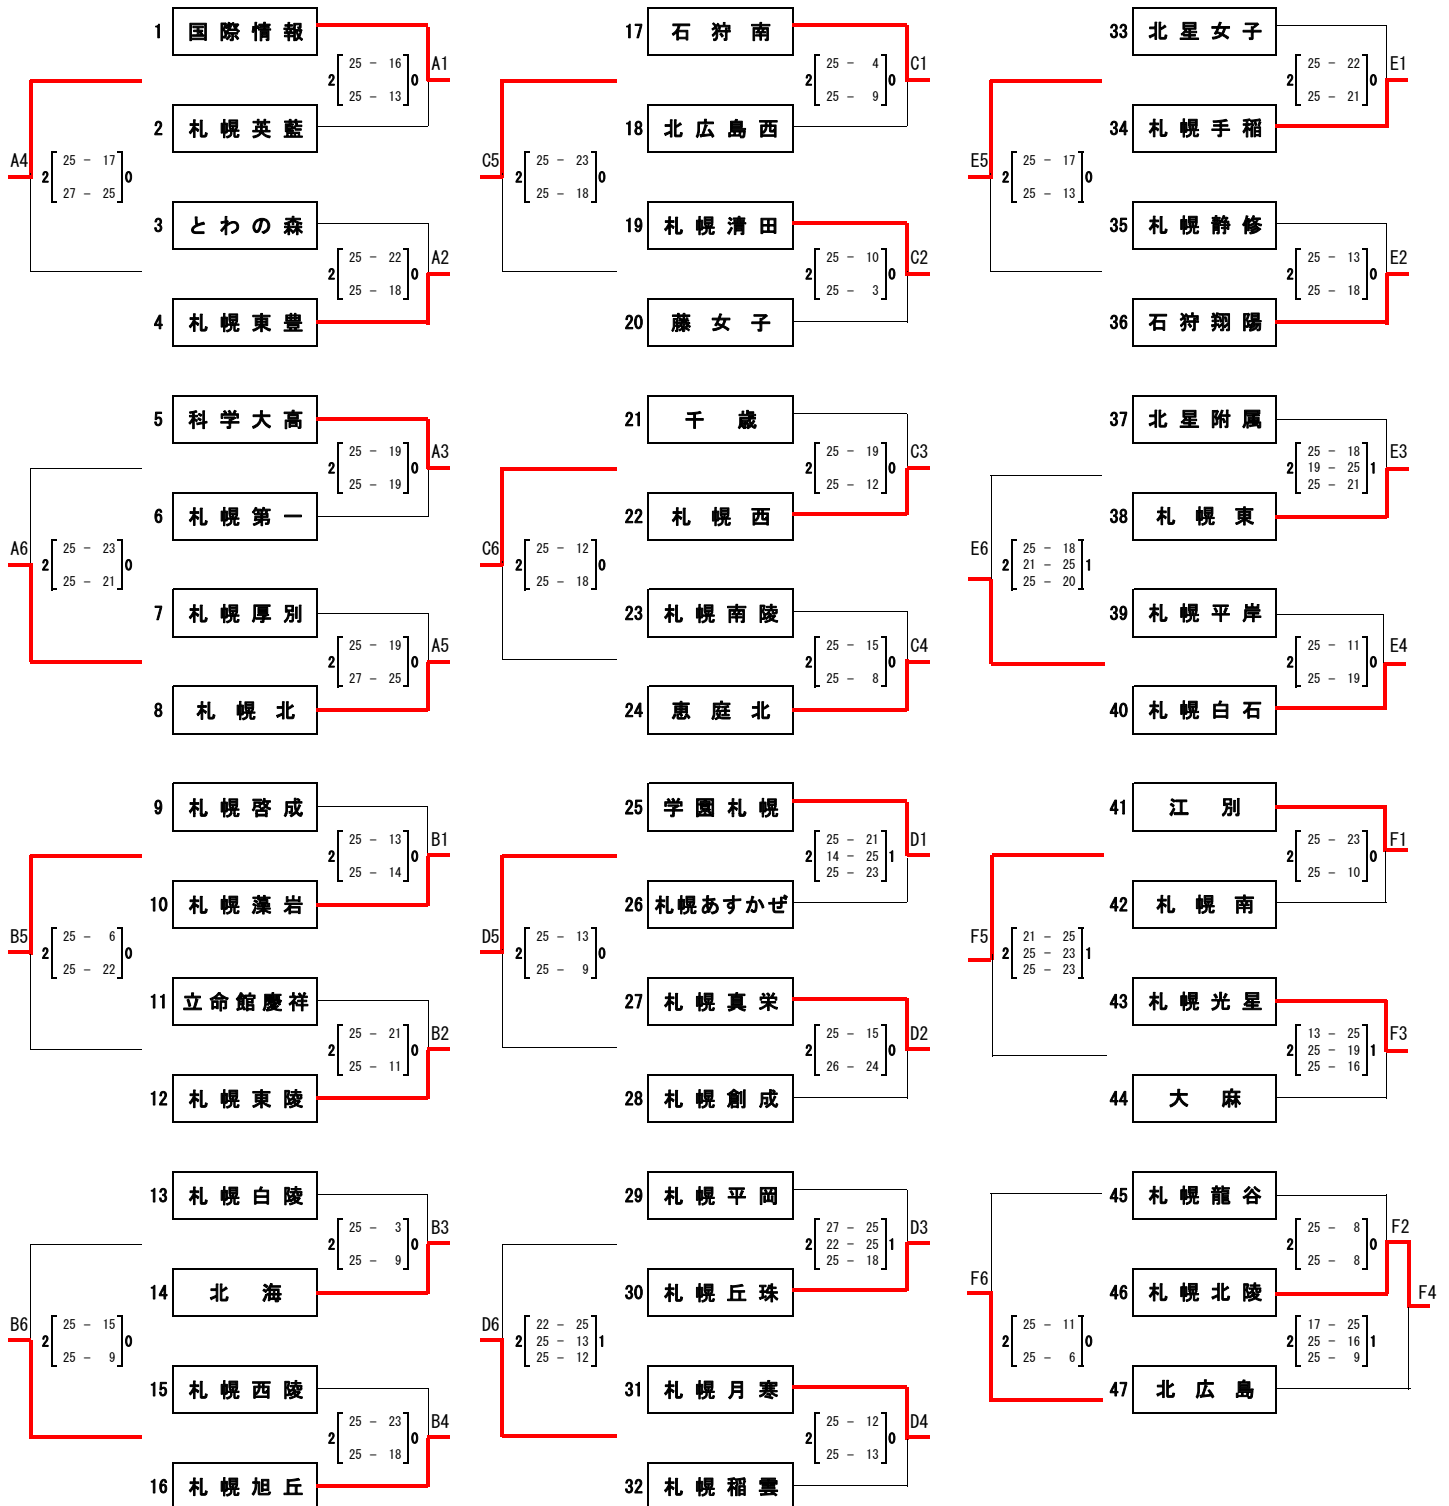 1 国際情報
A1
2 [ 25 - 16 ] 0
25 - 13
2 札幌英藍
A4
2 [ 25 - 17 ] 0
27 - 25
3 とわの森
A2
2 [ 25 - 22 ] 0
25 - 18
4 札幌東豊
5 科学大高
A3
2 [ 25 - 19 ] 0
25 - 19
6 札幌第一
A6
2 [ 25 - 23 ] 0
25 - 21
7 札幌厚別
A5
2 [ 25 - 19 ] 0
27 - 25
8 札幌北
9 札幌啓成
B1
2 [ 25 - 13 ] 0
25 - 14
10 札幌藻岩
B5
2 [ 25 - 6 ] 0
25 - 22
11 立命館慶祥
B2
2 [ 25 - 21 ] 0
25 - 11
12 札幌東陵
13 札幌白陵
B3
2 [ 25 - 3 ] 0
25 - 9
14 北海
B6
2 [ 25 - 15 ] 0
25 - 9
15 札幌西陵
B4
2 [ 25 - 23 ] 0
25 - 18
16 札幌旭丘
17 石狩南
C1
2 [ 25 - 4 ] 0
25 - 9
18 北広島西
C5
2 [ 25 - 23 ] 0
25 - 18
19 札幌清田
C2
2 [ 25 - 10 ] 0
25 - 3
20 藤女子
21 千歳
C3
2 [ 25 - 19 ] 0
25 - 12
22 札幌西
C6
2 [ 25 - 12 ] 0
25 - 18
23 札幌南陵
C4
2 [ 25 - 15 ] 0
25 - 8
24 恵庭北
25 学園札幌
D1
25 - 21
2 [ 14 - 25 ] 1
25 - 23
26 札幌あすかぜ
D5
2 [ 25 - 13 ] 0
25 - 9
27 札幌真栄
D2
2 [ 25 - 15 ] 0
26 - 24
28 札幌創成
29 札幌平岡
D3
27 - 25
2 [ 22 - 25 ] 1
25 - 18
30 札幌丘珠
D6
22 - 25
2 [ 25 - 13 ] 1
25 - 12
31 札幌月寒
D4
2 [ 25 - 12 ] 0
25 - 13
32 札幌稲雲
33 北星女子
E1
2 [ 25 - 22 ] 0
25 - 21
34 札幌手稲
E5
2 [ 25 - 17 ] 0
25 - 13
35 札幌静修
E2
2 [ 25 - 13 ] 0
25 - 18
36 石狩翔陽
37 北星附属
E3
25 - 18
2 [ 19 - 25 ] 1
25 - 21
38 札幌東
E6
25 - 18
2 [ 21 - 25 ] 1
25 - 20
39 札幌平岸
E4
2 [ 25 - 11 ] 0
25 - 19
40 札幌白石
41 江別
F1
2 [ 25 - 23 ] 0
25 - 10
42 札幌南
F5
21 - 25
2 [ 25 - 23 ] 1
25 - 23
43 札幌光星
F3
13 - 25
2 [ 25 - 19 ] 1
25 - 16
44 大麻
45 札幌龍谷
F2
2 [ 25 - 8 ] 0
25 - 8
46 札幌北陵
F6
2 [ 25 - 11 ] 0
25 - 6
F4
17 - 25
2 [ 25 - 16 ] 1
25 - 9
47 北広島